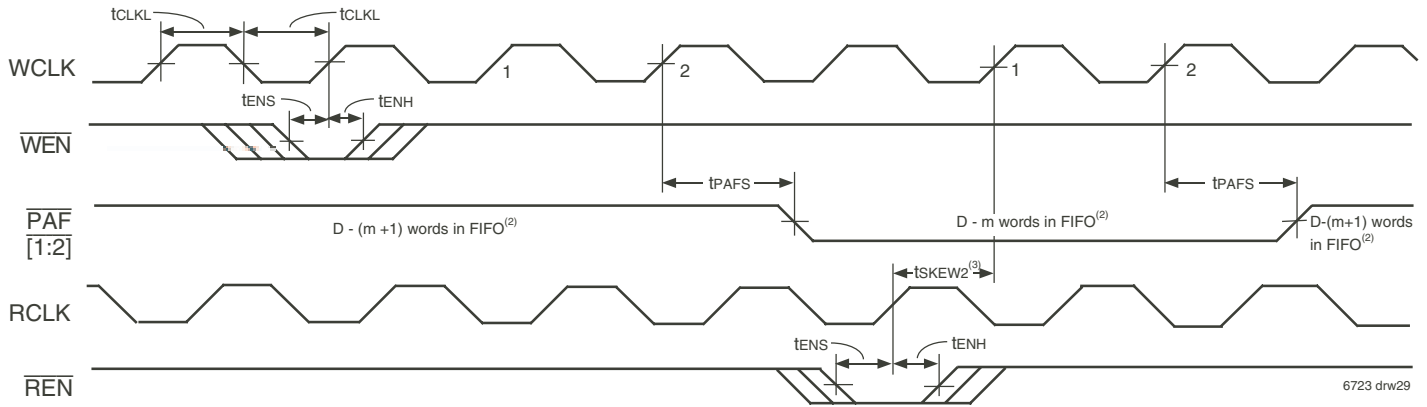 tCLKL tCLKL
WCLK 1 2 1 2
tENS tENH
WEN
tPAFS tPAFS
PAF
[1:2]
D - (m +1) words in FIFO(2)
D - m words in FIFO(2)
D-(m+1) words
in FIFO(2)
tSKEW2(3)
RCLK
tENS tENH
REN
6723 drw29